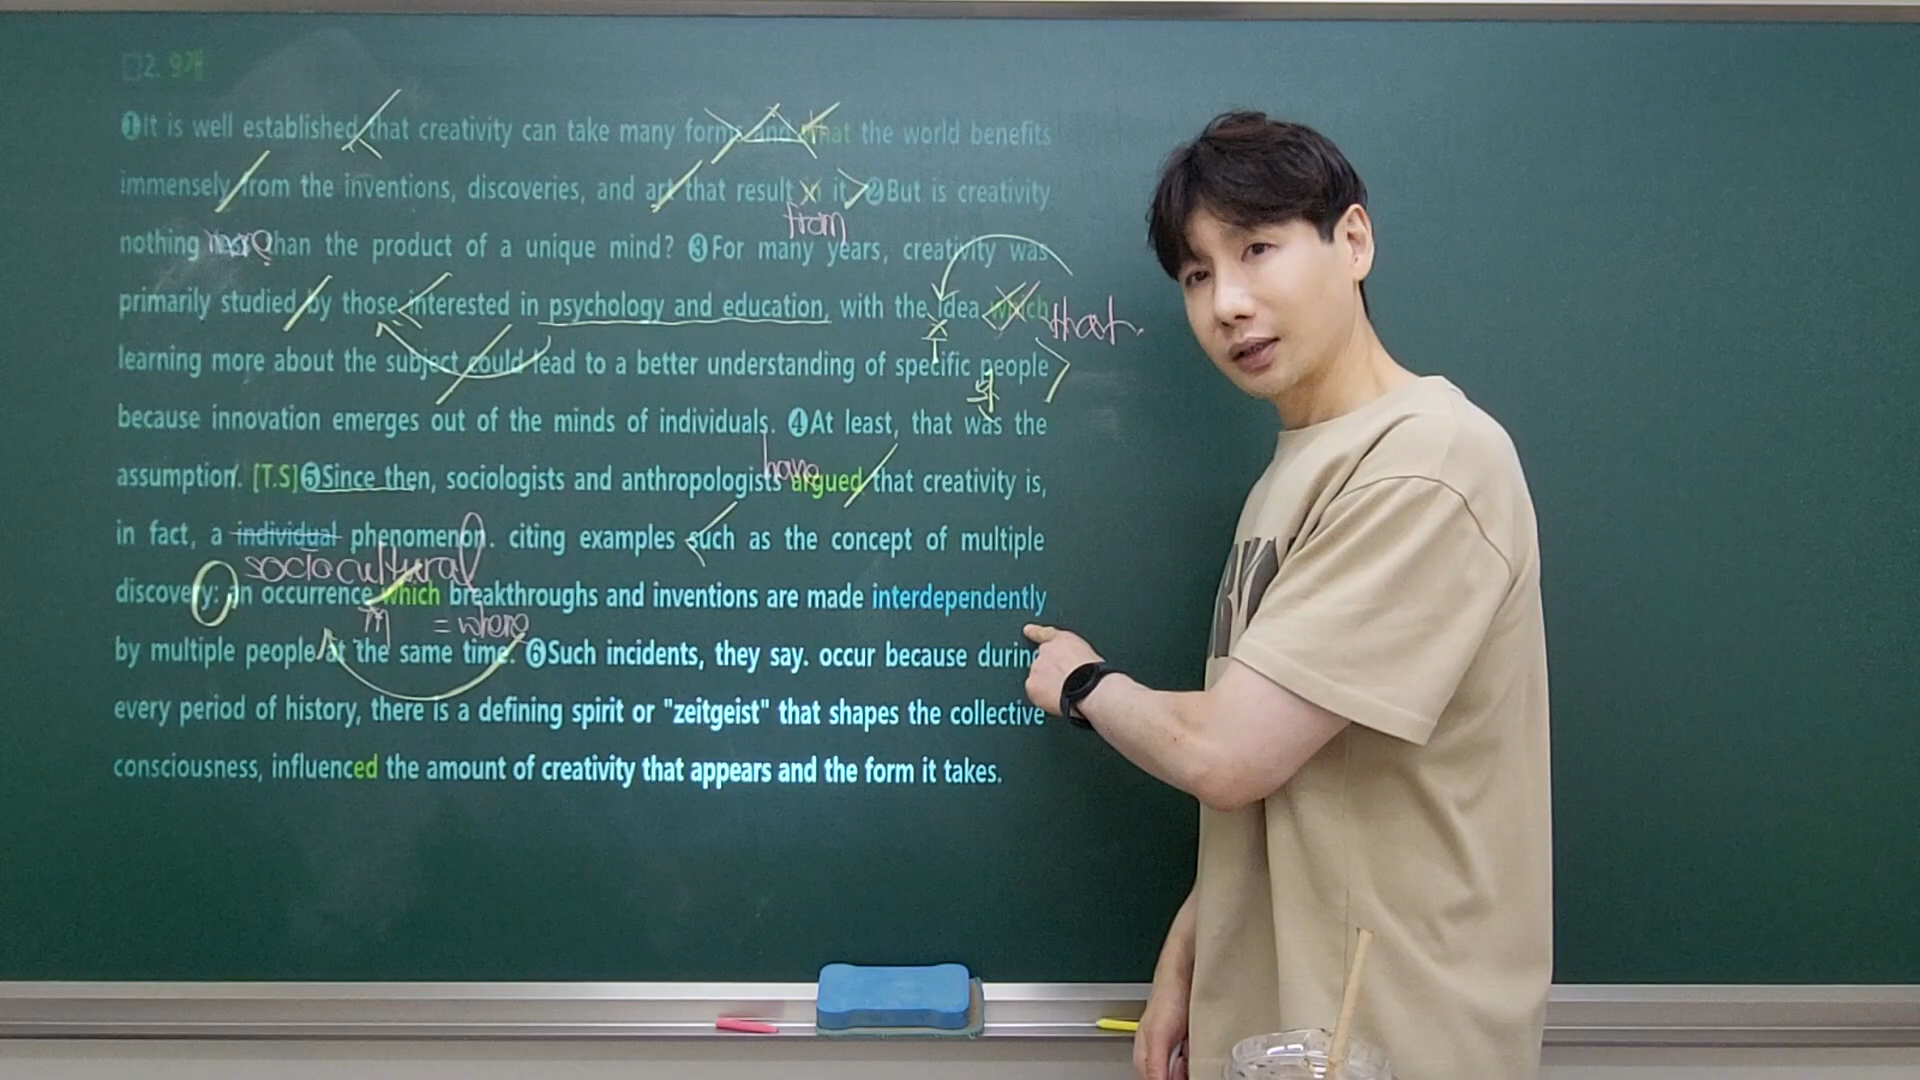 □2. 9개
❶It is well established that creativity can take many forms and that the world benefits
immensely from the inventions, discoveries, and art that result in it. ❷But is creativity
from
nothing more than the product of a unique mind? ❸For many years, creativity was
primarily studied by those interested in psychology and education, with the idea which
that
learning more about the subject could lead to a better understanding of specific people
because innovation emerges out of the minds of individuals. ❹At least, that was the
have
assumption. [T.S]❺Since then, sociologists and anthropologists argued that creativity is,
in fact, a individual phenomenon. citing examples such as the concept of multiple
sociocultural
discovery: an occurrence which breakthroughs and inventions are made interdependently
in = where
by multiple people at the same time. ❻Such incidents, they say. occur because during
every period of history, there is a defining spirit or "zeitgeist" that shapes the collective
consciousness, influenced the amount of creativity that appears and the form it takes.